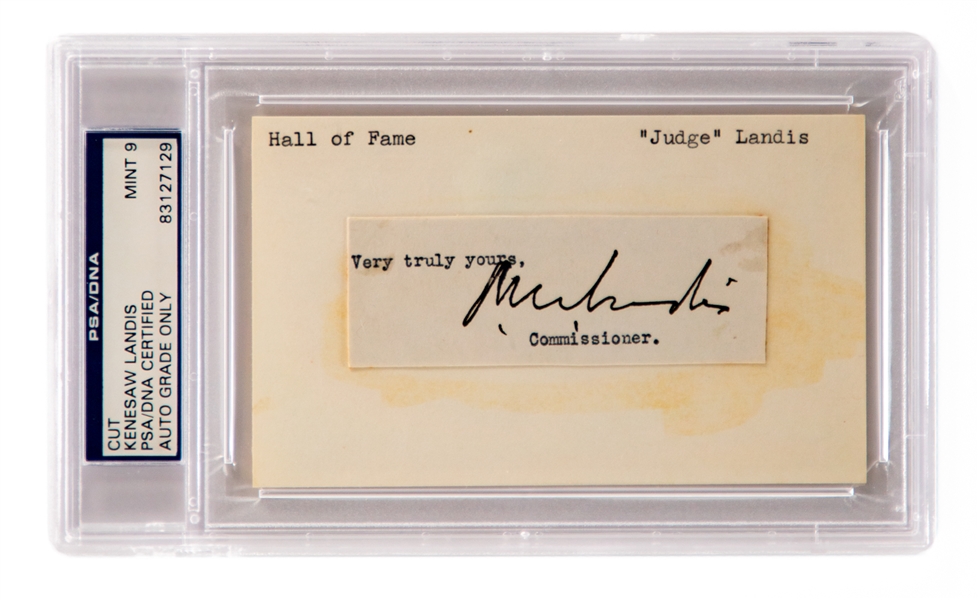 PSA/DNA
CUT
KENESAW LANDIS
PSA/DNA CERTIFIED
AUTO GRADE ONLY
MINT 9
83127129
Hall of Fame
"Judge" Landis
Very truly yours,
Commissioner.